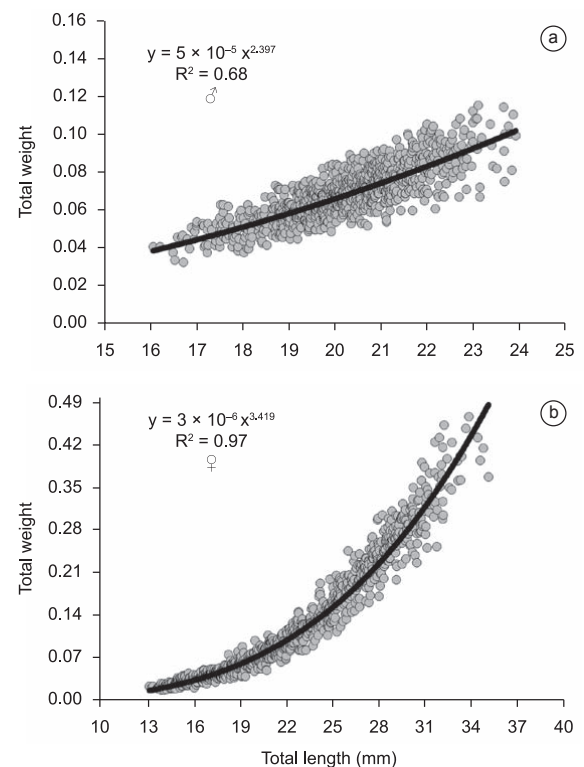 0.16
0.14
0.12
0.10
0.08
0.06
0.04
0.02
0.00
Total weight
y = 5 × 10⁻⁵ x²·³⁹⁷
R² = 0.68
♂
a
15 16 17 18 19 20 21 22 23 24 25
0.49
0.42
0.35
0.28
0.21
0.14
0.07
0.00
Total weight
y = 3 × 10⁻⁶ x³·⁴¹⁹
R² = 0.97
♀
b
10 13 16 19 22 25 28 31 34 37 40
Total length (mm)